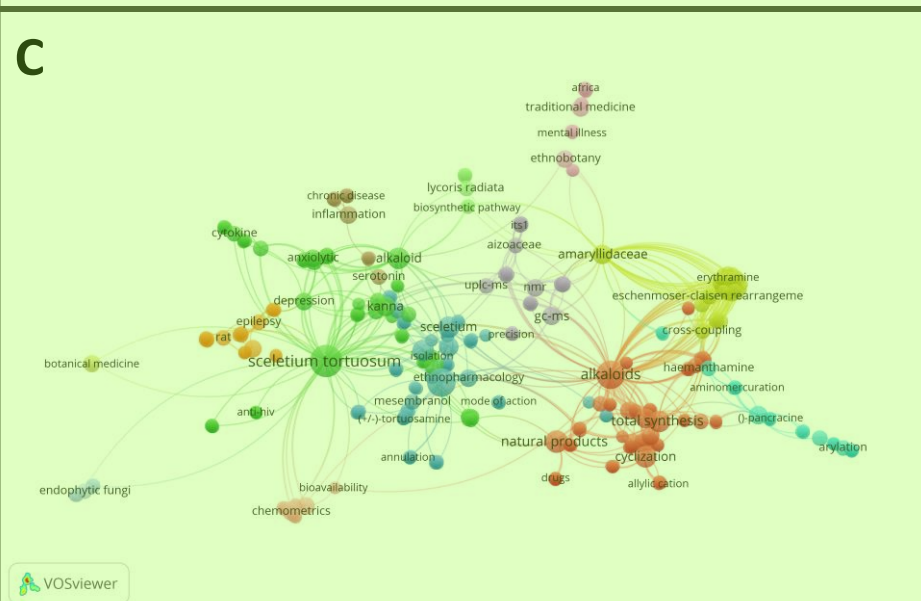 C
africa
traditional medicine
mental illness
ethnobotany
lycoris radiata
chronic disease
inflammation
biosynthetic pathway
its1
cytokine
aizoaceae
anxiolytic
alkaloid
amaryllidaceae
serotonin
erythramine
uplc-ms
nmr
eschenmoser-claisen rearrangeme
depression
kanna
gc-ms
epilepsy
sceletium
cross-coupling
rat
precision
isolation
botanical medicine
sceletium tortuosum
haemanthamine
ethnopharmacology
alkaloids
aminomercuration
mesembranol
mode of action
anti-hiv
(+/-)-tortuosamine
total synthesis
()-pancracine
natural products
arylation
annulation
cyclization
drugs
allylic cation
endophytic fungi
bioavailability
chemometrics
VOSviewer